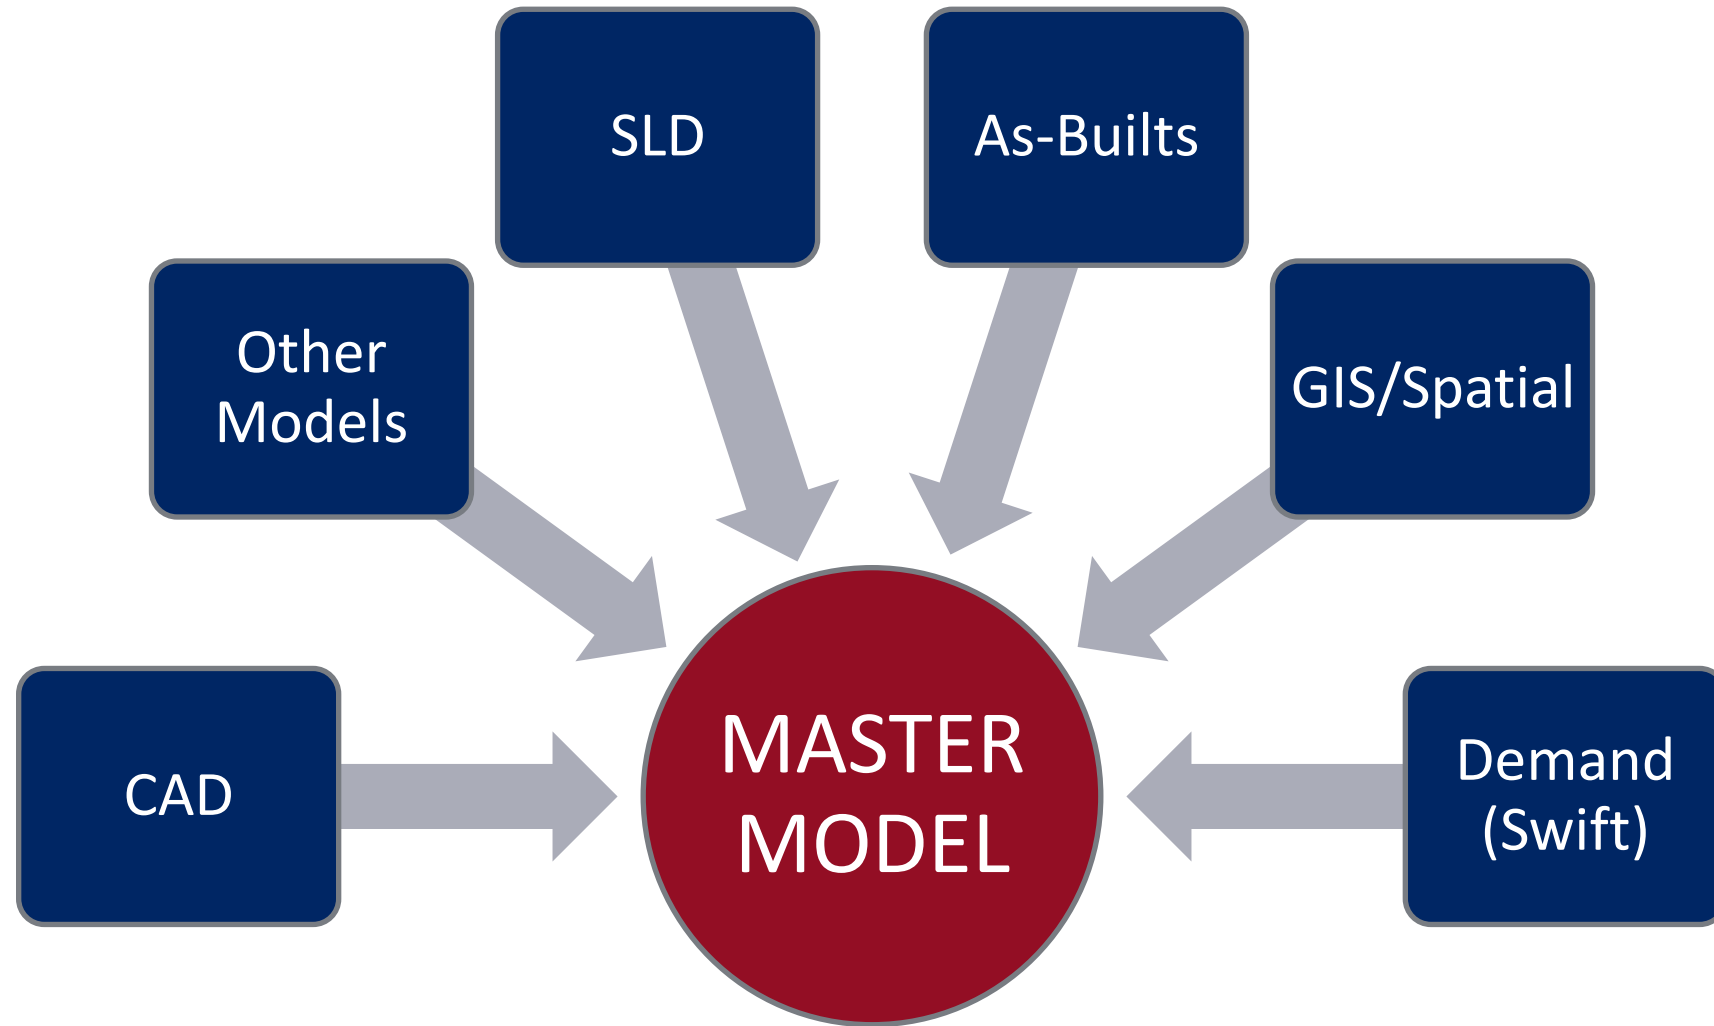 SLD
As-Builts
Other
Models
GIS/Spatial
CAD
MASTER
MODEL
Demand
(Swift)